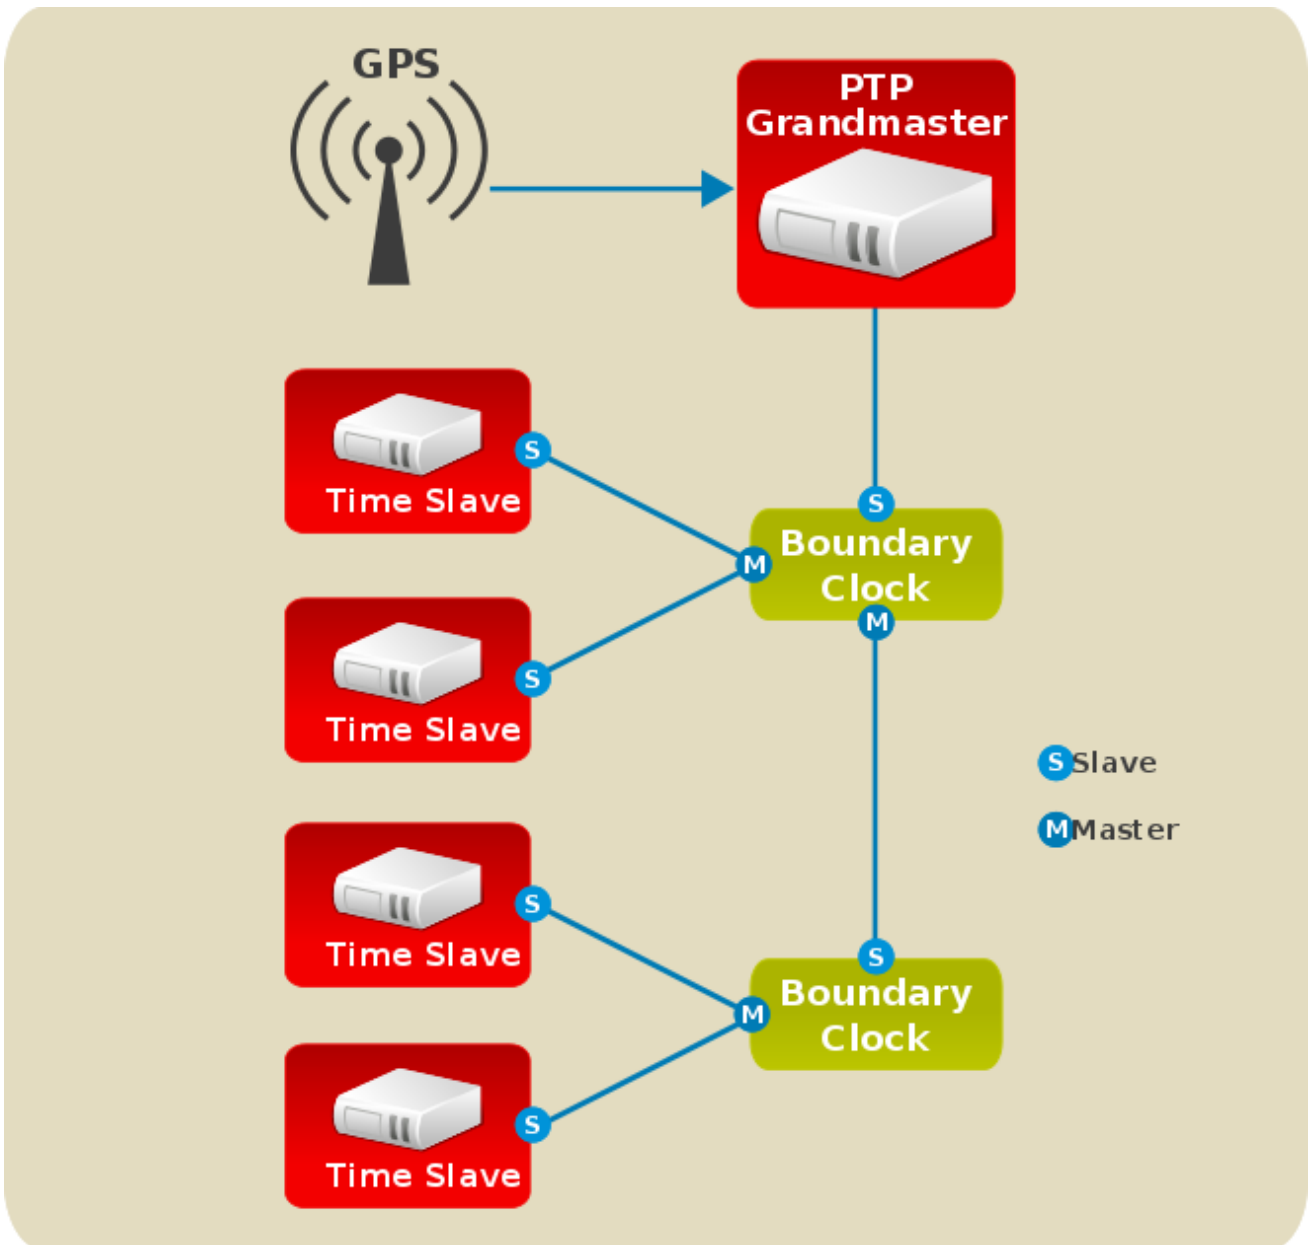 GPS
PTP
Grandmaster
S
Time Slave
S
Boundary
M
Clock
M
S
Time Slave
S Slave
M Master
S
Time Slave
S
Boundary
M
Clock
S
Time Slave